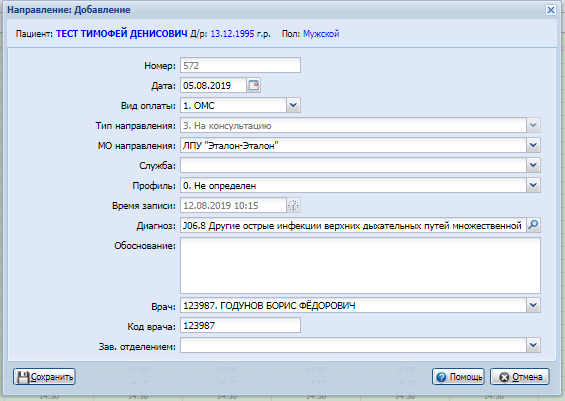 Направление: Добавление
Пациент: ТЕСТ ТИМОФЕЙ ДЕНИСОВИЧ Д/р: 13.12.1995 г.р. Пол: Мужской
Номер: 572
Дата: 05.08.2019
Вид оплаты: 1. ОМС
Тип направления: 3. На консультацию
МО направления: ЛПУ "Эталон-Эталон"
Служба:
Профиль: 0. Не определен
Время записи: 12.08.2019 10:15
Диагноз: J06.8 Другие острые инфекции верхних дыхательных путей множественной
Обоснование:
Врач: 123987. ГОДУНОВ БОРИС ФЁДОРОВИЧ
Код врача: 123987
Зав. отделением:
Сохранить Помощь Отмена